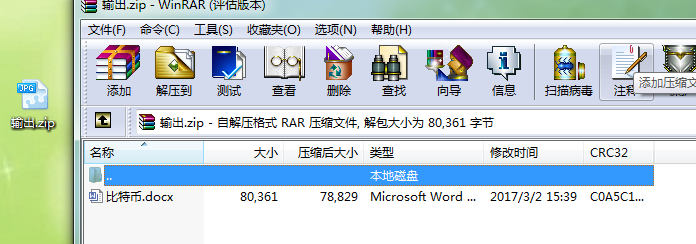 输出.zip - WinRAR (评估版本)
文件(F) 命令(C) 工具(S) 收藏夹(O) 选项(N) 帮助(H)
添加 解压到 测试 查看 删除 查找 向导 信息 扫描病毒 注释
添加压缩文
JPG
输出.zip
输出.zip - 自解压格式 RAR 压缩文件, 解包大小为 80,361 字节
名称 大小 压缩后大小 类型 修改时间 CRC32
.. 本地磁盘
比特币.docx 80,361 78,829 Microsoft Word ... 2017/3/2 15:39 C0A5C1...